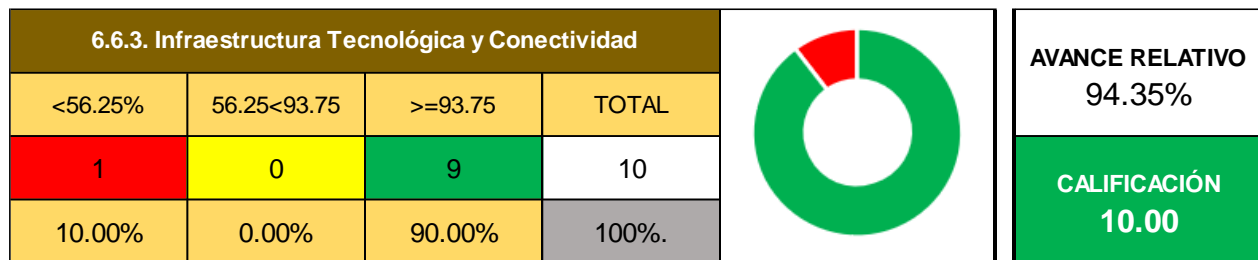 6.6.3. Infraestructura Tecnológica y Conectividad
<56.25% 56.25<93.75 >=93.75 TOTAL
1 0 9 10
10.00% 0.00% 90.00% 100%.
AVANCE RELATIVO
94.35%
CALIFICACIÓN
10.00